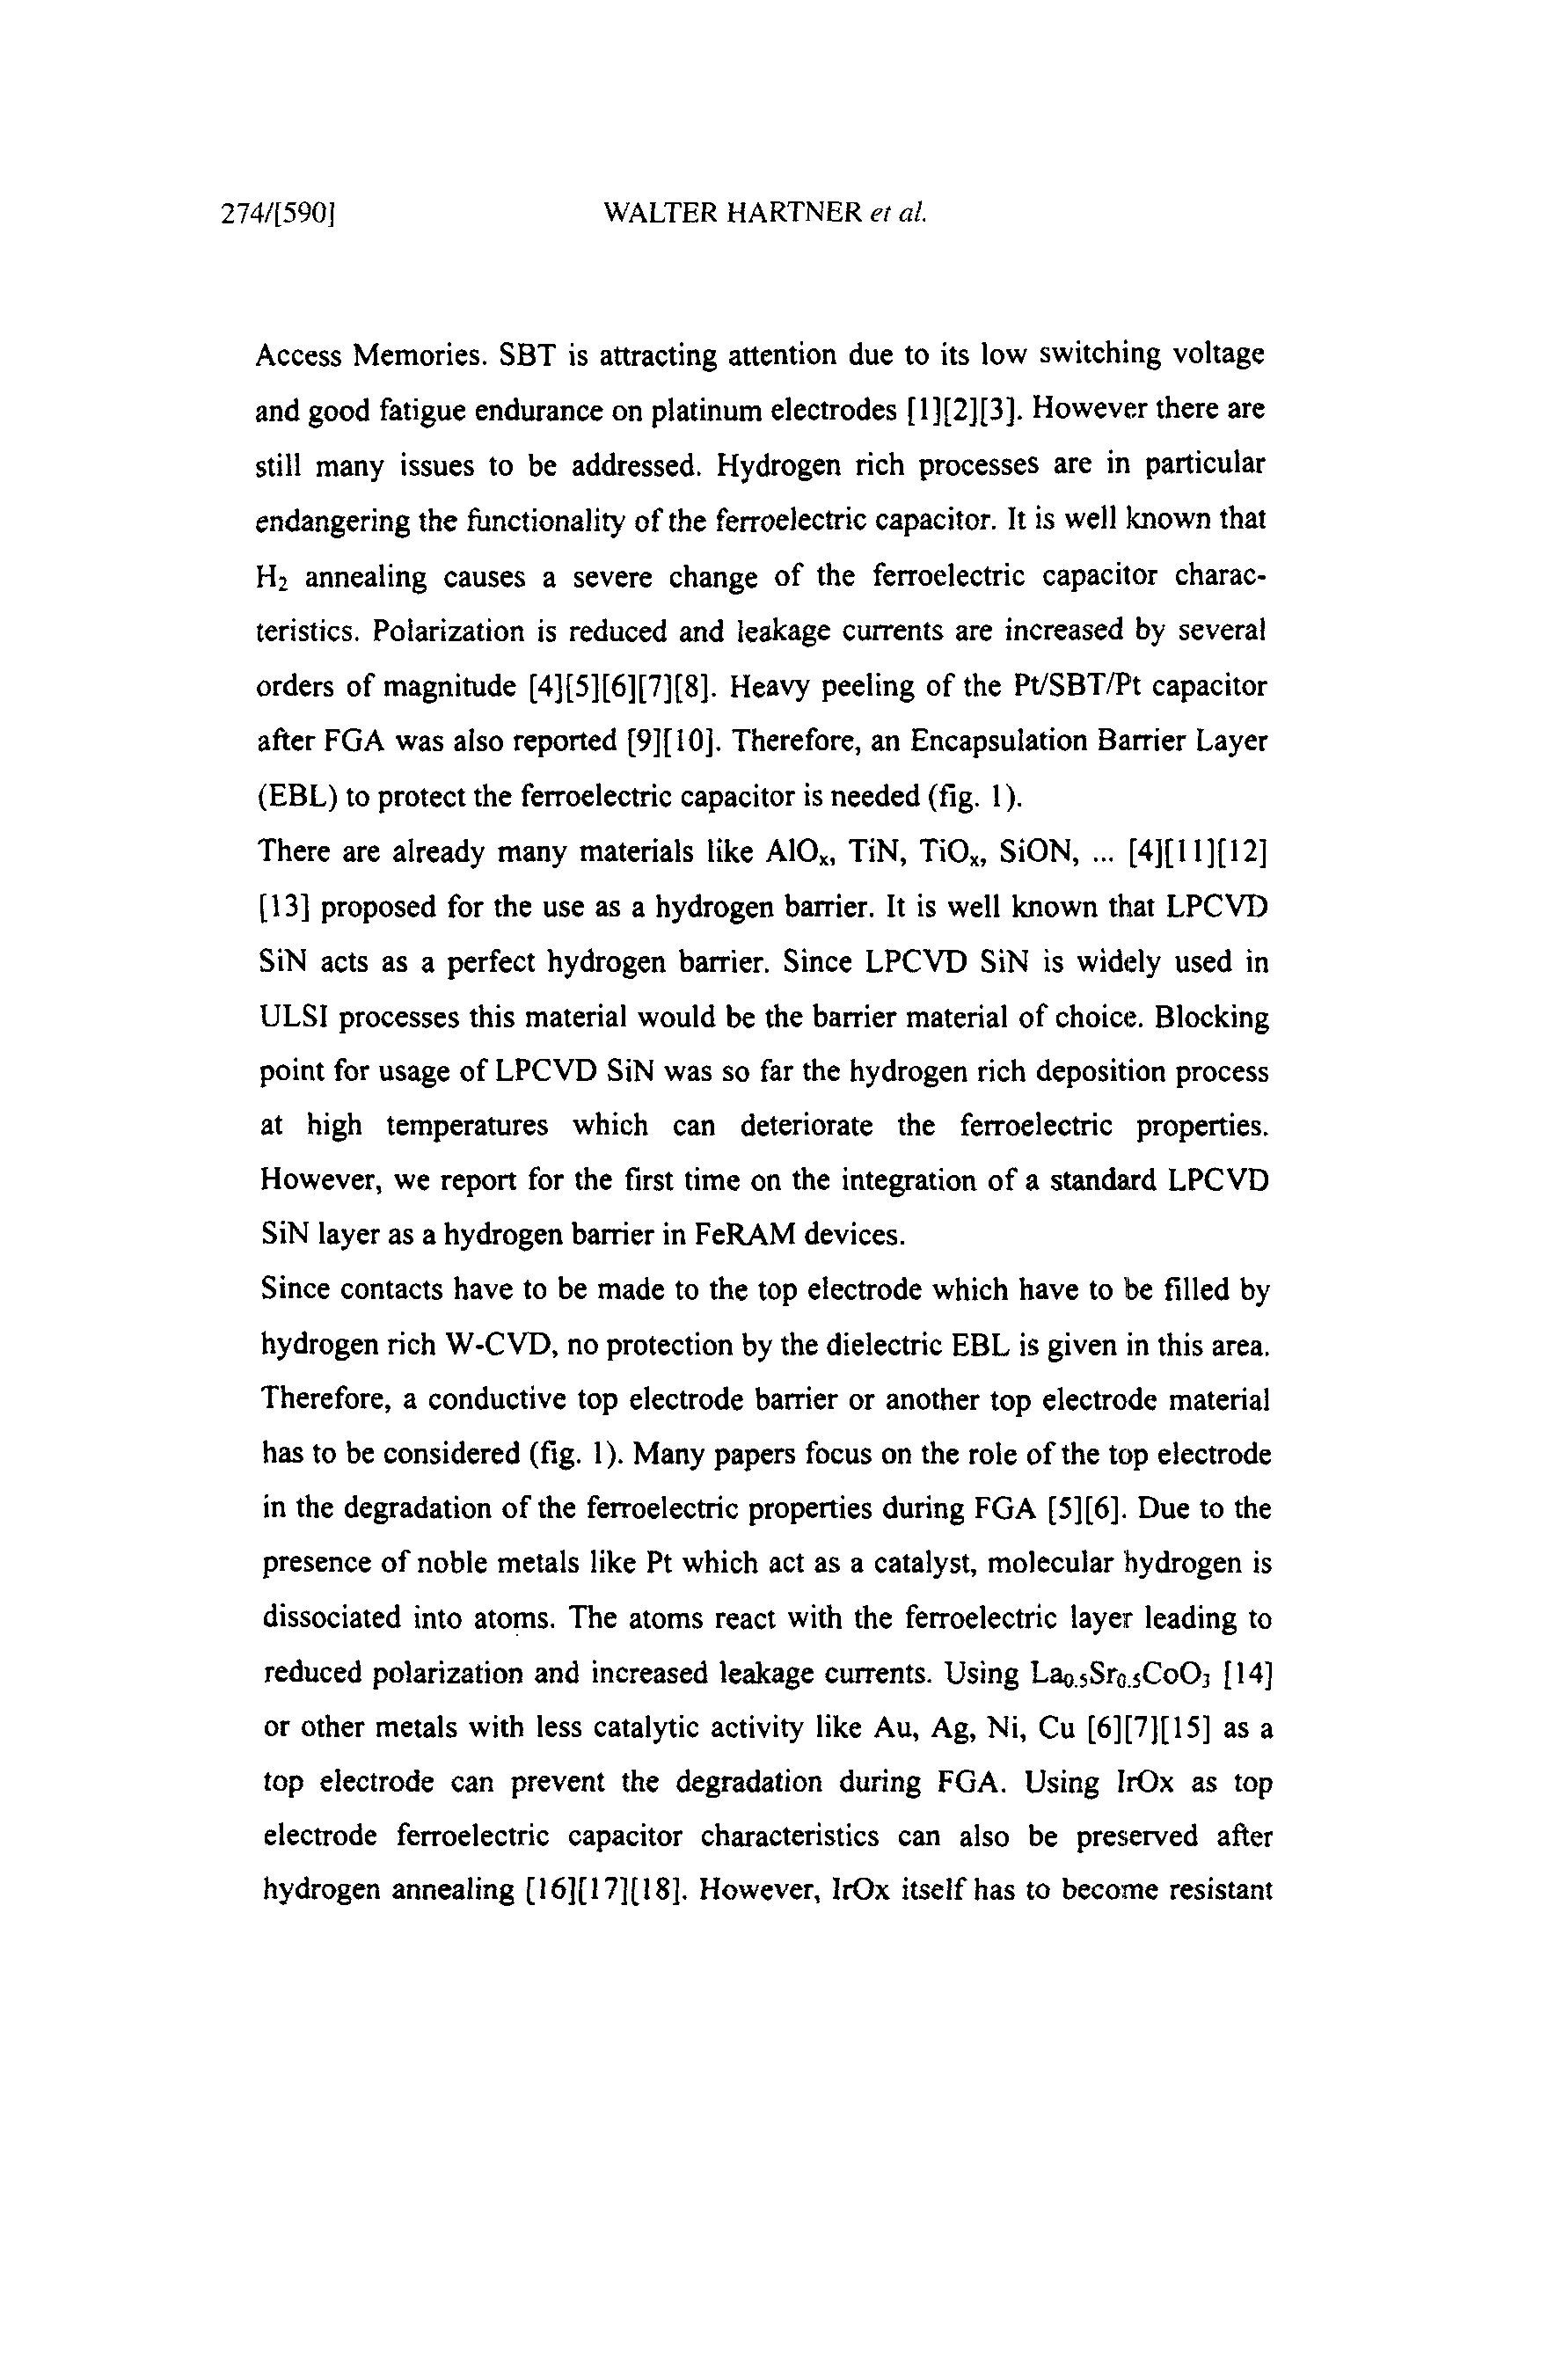 274/[590] WALTER HARTNER et al.
Access Memories. SBT is attracting attention due to its low switching voltage
and good fatigue endurance on platinum electrodes [1][2][3]. However there are
still many issues to be addressed. Hydrogen rich processes are in particular
endangering the functionality of the ferroelectric capacitor. It is well known that
H₂ annealing causes a severe change of the ferroelectric capacitor charac-
teristics. Polarization is reduced and leakage currents are increased by several
orders of magnitude [4][5][6][7][8]. Heavy peeling of the Pt/SBT/Pt capacitor
after FGA was also reported [9][10]. Therefore, an Encapsulation Barrier Layer
(EBL) to protect the ferroelectric capacitor is needed (fig. 1).
There are already many materials like AlOₓ, TiN, TiOₓ, SiON, ... [4][11][12]
[13] proposed for the use as a hydrogen barrier. It is well known that LPCVD
SiN acts as a perfect hydrogen barrier. Since LPCVD SiN is widely used in
ULSI processes this material would be the barrier material of choice. Blocking
point for usage of LPCVD SiN was so far the hydrogen rich deposition process
at high temperatures which can deteriorate the ferroelectric properties.
However, we report for the first time on the integration of a standard LPCVD
SiN layer as a hydrogen barrier in FeRAM devices.
Since contacts have to be made to the top electrode which have to be filled by
hydrogen rich W-CVD, no protection by the dielectric EBL is given in this area.
Therefore, a conductive top electrode barrier or another top electrode material
has to be considered (fig. 1). Many papers focus on the role of the top electrode
in the degradation of the ferroelectric properties during FGA [5][6]. Due to the
presence of noble metals like Pt which act as a catalyst, molecular hydrogen is
dissociated into atoms. The atoms react with the ferroelectric layer leading to
reduced polarization and increased leakage currents. Using La₀.₅Sr₀.₅CoO₃ [14]
or other metals with less catalytic activity like Au, Ag, Ni, Cu [6][7][15] as a
top electrode can prevent the degradation during FGA. Using IrOx as top
electrode ferroelectric capacitor characteristics can also be preserved after
hydrogen annealing [16][17][18]. However, IrOx itself has to become resistant